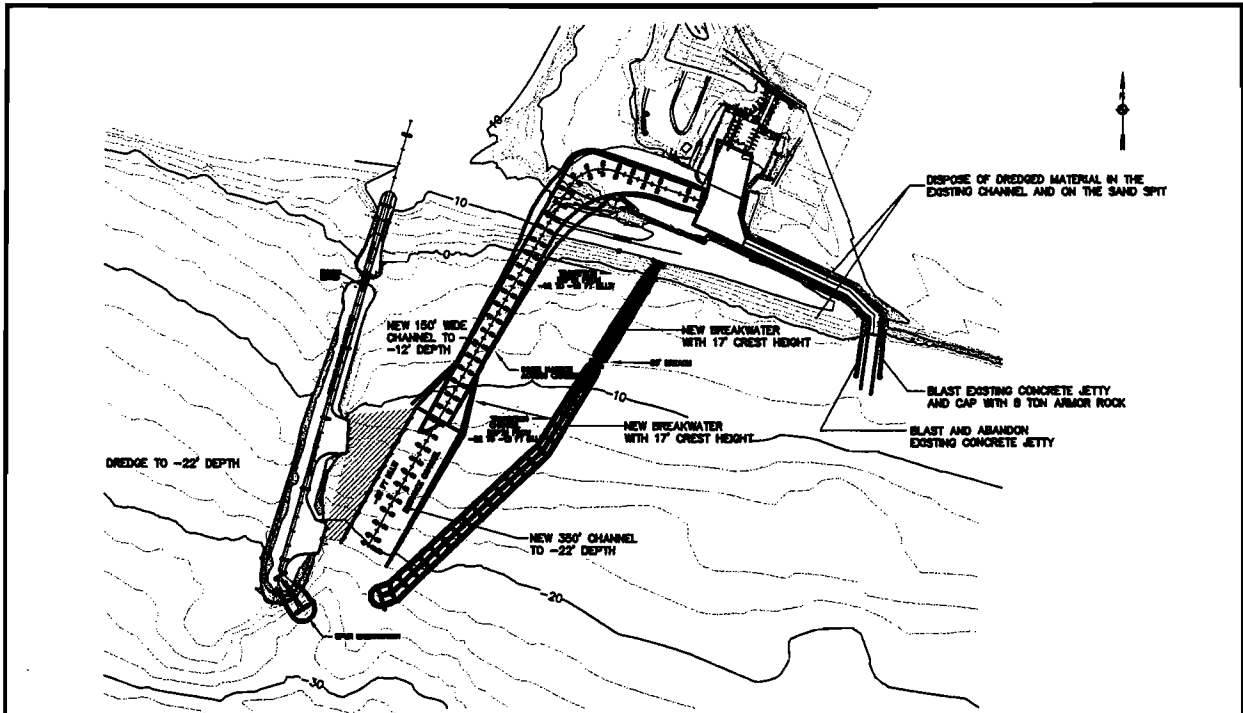 10
10
0
DISPOSE OF DREDGED MATERIAL IN THE
EXISTING CHANNEL AND ON THE SAND SPIT
NEW 150' WIDE
CHANNEL TO
-12' DEPTH
NEW BREAKWATER
WITH 17' CREST HEIGHT
BLAST EXISTING CONCRETE JETTY
AND CAP WITH 8 TON ARMOR ROCK
-10
NEW BREAKWATER
WITH 17' CREST HEIGHT
BLAST AND ABANDON
EXISTING CONCRETE JETTY
DREDGE TO -22' DEPTH
NEW 350' CHANNEL
TO -22' DEPTH
-20
-30